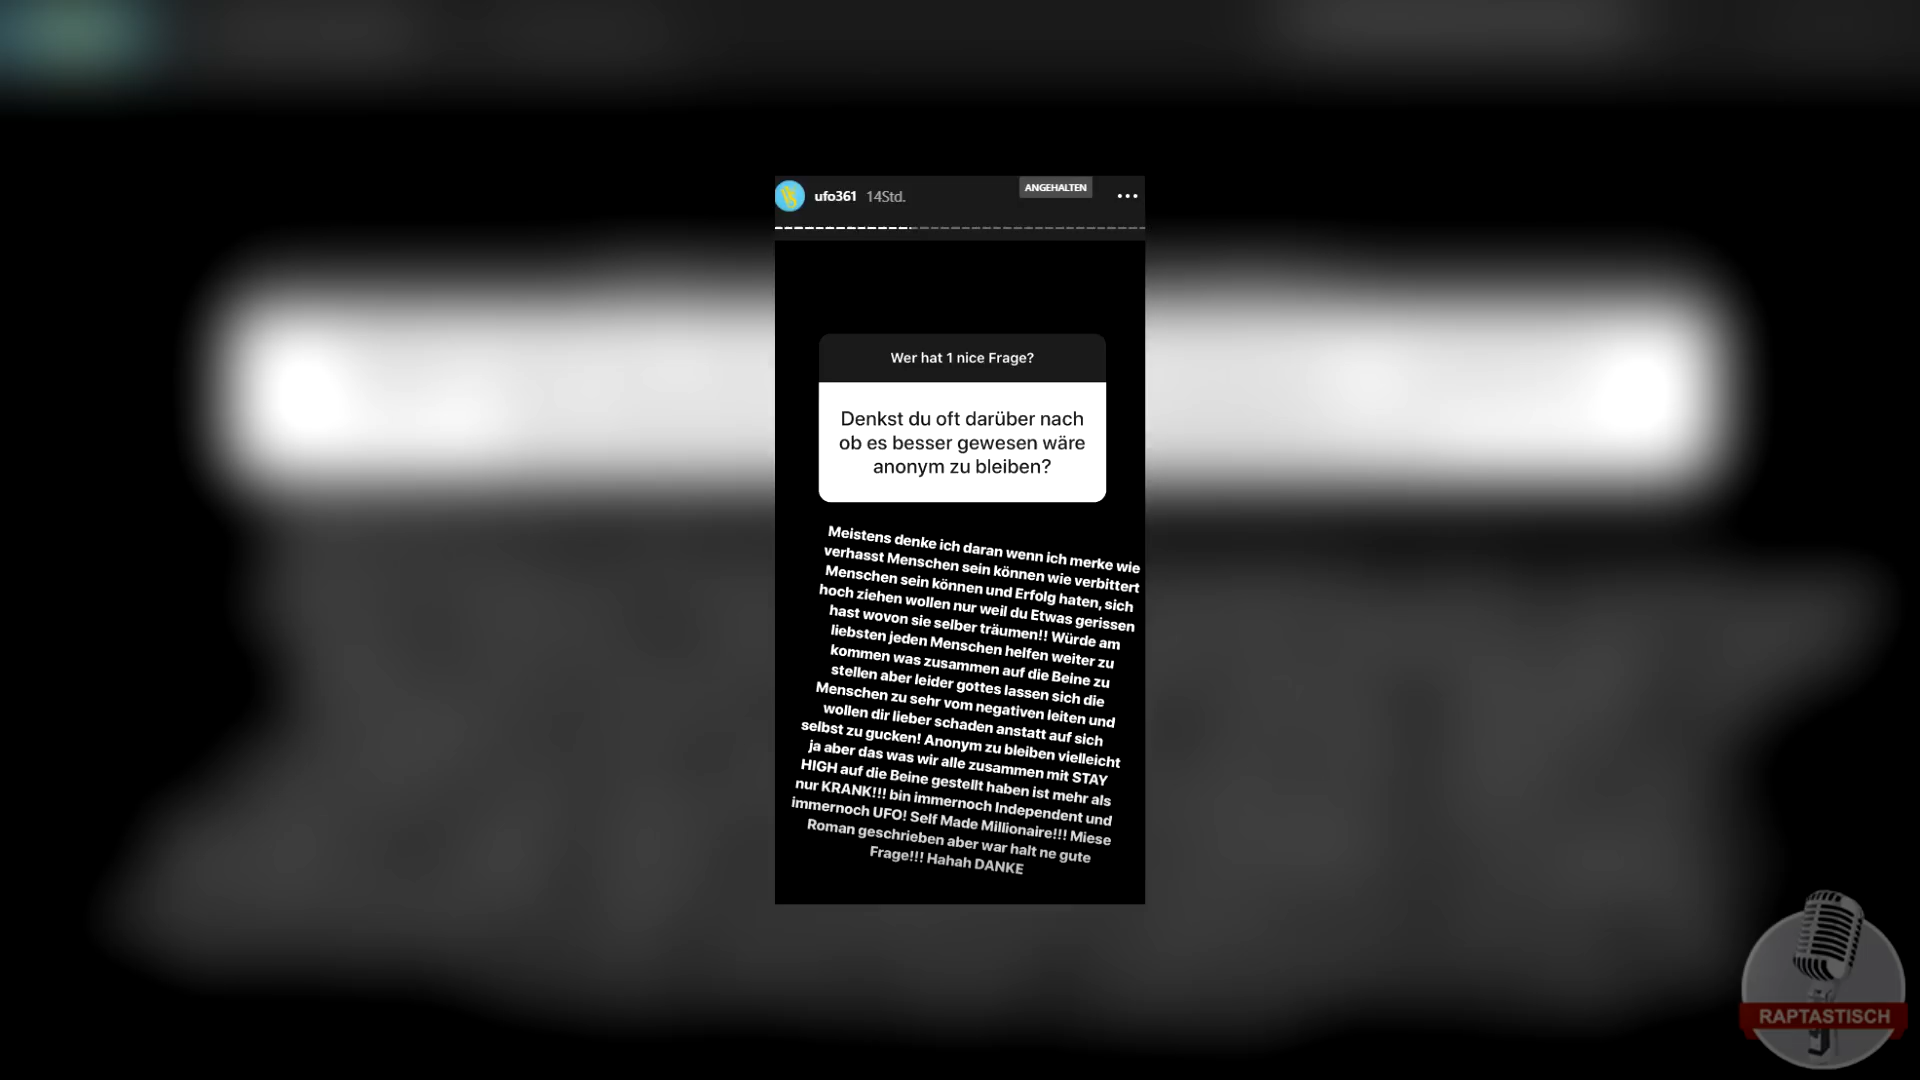 ufo361 14Std.
ANGEHALTEN
Wer hat 1 nice Frage?
Denkst du oft darüber nach
ob es besser gewesen wäre
anonym zu bleiben?
Meistens denke ich daran wenn ich merke wie
verhasst Menschen sein können wie verbittert
Menschen sein können und Erfolg haten, sich
hoch ziehen wollen nur weil du Etwas gerissen
hast wovon sie selber träumen!! Würde am
liebsten jeden Menschen helfen weiter zu
kommen was zusammen auf die Beine zu
stellen aber leider gottes lassen sich die
Menschen zu sehr vom negativen leiten und
wollen dir lieber schaden anstatt auf sich
selbst zu gucken! Anonym zu bleiben vielleicht
ja aber das was wir alle zusammen mit STAY
HIGH auf die Beine gestellt haben ist mehr als
nur KRANK!!! bin immernoch Independent und
immernoch UFO! Self Made Millionaire!!! Miese
Roman geschrieben aber war halt ne gute
Frage!!! Hahah DANKE
RAPTASTISCH